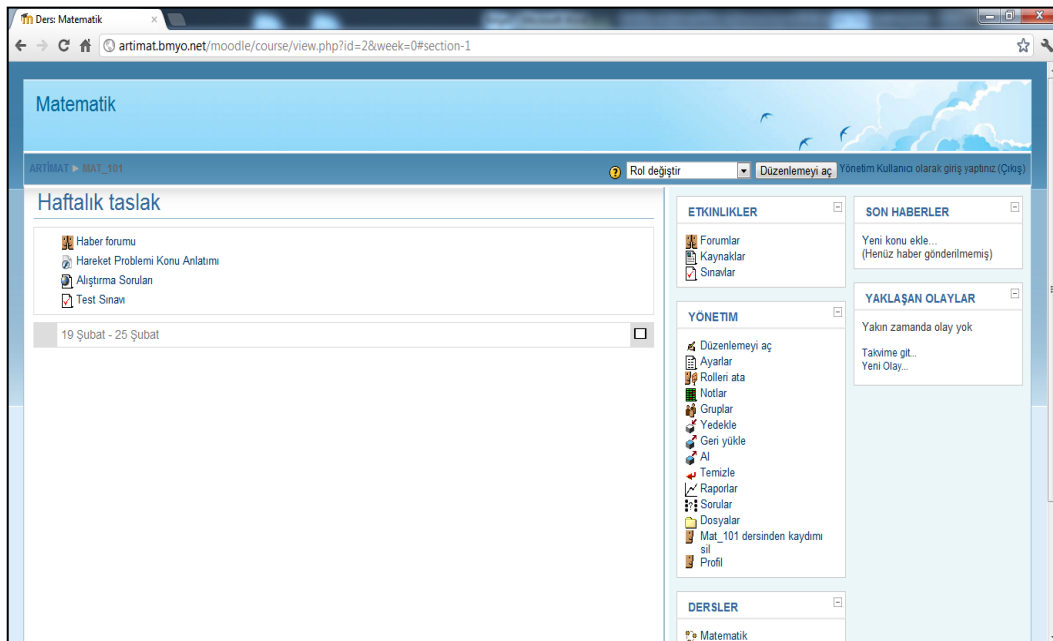 Ders: Matematik
artimat.bmyo.net/moodle/course/view.php?id=2&week=0#section-1
Matematik
ARTİMAT ► MAT_101
Rol değiştir
Düzenlemeyi aç
Yönetim Kullanıcı olarak giriş yaptınız (Çıkış)
Haftalık taslak
Haber forumu
Hareket Problemi Konu Anlatımı
Alıştırma Soruları
Test Sınavı
19 Şubat - 25 Şubat
ETKINLIKLER
Forumlar
Kaynaklar
Sınavlar
YÖNETIM
Düzenlemeyi aç
Ayarlar
Rolleri ata
Notlar
Gruplar
Yedekle
Geri yükle
Al
Temizle
Raporlar
Sorular
Dosyalar
Mat_101 dersinden kaydımı
sil
Profil
DERSLER
Matematik
SON HABERLER
Yeni konu ekle...
(Henüz haber gönderilmemiş)
YAKLAŞAN OLAYLAR
Yakın zamanda olay yok
Takvime git...
Yeni Olay...